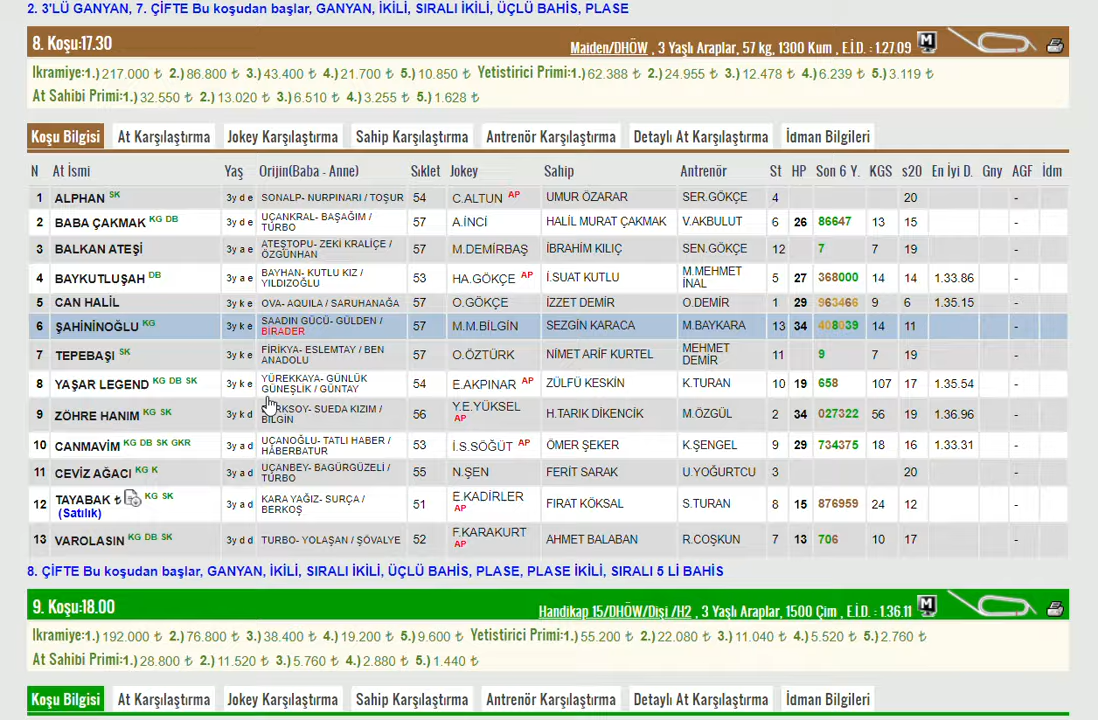 2. 3'LÜ GANYAN, 7. ÇİFTE Bu koşudan başlar, GANYAN, İKİLİ, SIRALI İKİLİ, ÜÇLÜ BAHİS, PLASE
8. Koşu:17.30 Maiden/DHÖW , 3 Yaşlı Araplar, 57 kg, 1300 Kum , E.İ.D. : 1.27.09 M
İkramiye:1.) 217.000 ₺ 2.) 86.800 ₺ 3.) 43.400 ₺ 4.) 21.700 ₺ 5.) 10.850 ₺ Yetistirici Primi:1.) 62.388 ₺ 2.) 24.955 ₺ 3.) 12.478 ₺ 4.) 6.239 ₺ 5.) 3.119 ₺
At Sahibi Primi:1.) 32.550 ₺ 2.) 13.020 ₺ 3.) 6.510 ₺ 4.) 3.255 ₺ 5.) 1.628 ₺
Koşu Bilgisi At Karşılaştırma Jokey Karşılaştırma Sahip Karşılaştırma Antrenör Karşılaştırma Detaylı At Karşılaştırma İdman Bilgileri
N At İsmi Yaş Orijin(Baba - Anne) Sıklet Jokey Sahip Antrenör St HP Son 6 Y. KGS s20 En İyi D. Gny AGF İdm
1 ALPHAN SK 3y d e SONALP- NURPINARI / TOŞUR 54 C.ALTUN AP UMUR ÖZARAR SER.GÖKÇE 4 20 -
2 BABA ÇAKMAK KG DB 3y d e UÇANKRAL- BAŞAĞIM / TURBO 57 A.İNCİ HALİL MURAT ÇAKMAK V.AKBULUT 6 26 86647 13 15 -
3 BALKAN ATEŞİ 3y a e ATEŞTOPU- ZEKİ KRALİÇE / ÖZGÜNHAN 57 M.DEMİRBAŞ İBRAHİM KILIÇ SEN.GÖKÇE 12 7 7 19 -
4 BAYKUTLUŞAH DB 3y a e BAYHAN- KUTLU KIZ / YILDIZOĞLU 53 HA.GÖKÇE AP İ.SUAT KUTLU M.MEHMET İNAL 5 27 368000 14 14 1.33.86 -
5 CAN HALİL 3y k e OVA- AQUILA / SARUHANAĞA 57 O.GÖKÇE İZZET DEMİR O.DEMİR 1 29 963466 9 6 1.35.15 -
6 ŞAHİNİNOĞLU KG 3y k e SAADIN GÜCÜ- GÜLDEN / BİRADER 57 M.M.BİLGİN SEZGİN KARACA M.BAYKARA 13 34 408039 14 11 -
7 TEPEBAŞI SK 3y k e FİRİKYA- ESLEMTAY / BEN ANADOLU 57 O.ÖZTÜRK NİMET ARİF KURTEL MEHMET DEMİR 11 9 7 19 -
8 YAŞAR LEGEND KG DB SK 3y k e YÜREKKAYA- GÜNLÜK GÜNEŞLİK / GÜNTAY 54 E.AKPINAR AP ZÜLFÜ KESKİN K.TURAN 10 19 658 107 17 1.35.54 -
9 ZÖHRE HANIM KG SK 3y k d SUEDA KIZIM / BİLGİN 56 Y.E.YÜKSEL AP H.TARIK DİKENCİK M.ÖZGÜL 2 34 027322 56 19 1.36.96 -
10 CANMAVİM KG DB SK GKR 3y a d UÇANOĞLU- TATLI HABER / HABERBATUR 53 İ.S.SÖĞÜT AP ÖMER ŞEKER K.ŞENGEL 9 29 734375 18 16 1.33.31 -
11 CEVİZ AĞACI KG K 3y a d UÇANBEY- BAGÜRGÜZELİ / TURBO 55 N.ŞEN FERİT SARAK U.YOĞURTCU 3 20 -
12 TAYABAK ₺ KG SK (Satılık) 3y a d KARA YAĞIZ- SURÇA / BERKOŞ 51 E.KADİRLER AP FIRAT KÖKSAL S.TURAN 8 15 876959 24 12 -
13 VAROLASIN KG DB SK 3y d d TURBO- YOLAŞAN / ŞÖVALYE 52 F.KARAKURT AP AHMET BALABAN R.COŞKUN 7 13 706 10 17 -
8. ÇİFTE Bu koşudan başlar, GANYAN, İKİLİ, SIRALI İKİLİ, ÜÇLÜ BAHİS, PLASE, PLASE İKİLİ, SIRALI 5 Lİ BAHİS
9. Koşu:18.00 Handikap 15/DHÖW/Dişi /H2 , 3 Yaşlı Araplar, 1500 Çim , E.İ.D. : 1.36.11 M
İkramiye:1.) 192.000 ₺ 2.) 76.800 ₺ 3.) 38.400 ₺ 4.) 19.200 ₺ 5.) 9.600 ₺ Yetistirici Primi:1.) 55.200 ₺ 2.) 22.080 ₺ 3.) 11.040 ₺ 4.) 5.520 ₺ 5.) 2.760 ₺
At Sahibi Primi:1.) 28.800 ₺ 2.) 11.520 ₺ 3.) 5.760 ₺ 4.) 2.880 ₺ 5.) 1.440 ₺
Koşu Bilgisi At Karşılaştırma Jokey Karşılaştırma Sahip Karşılaştırma Antrenör Karşılaştırma Detaylı At Karşılaştırma İdman Bilgileri